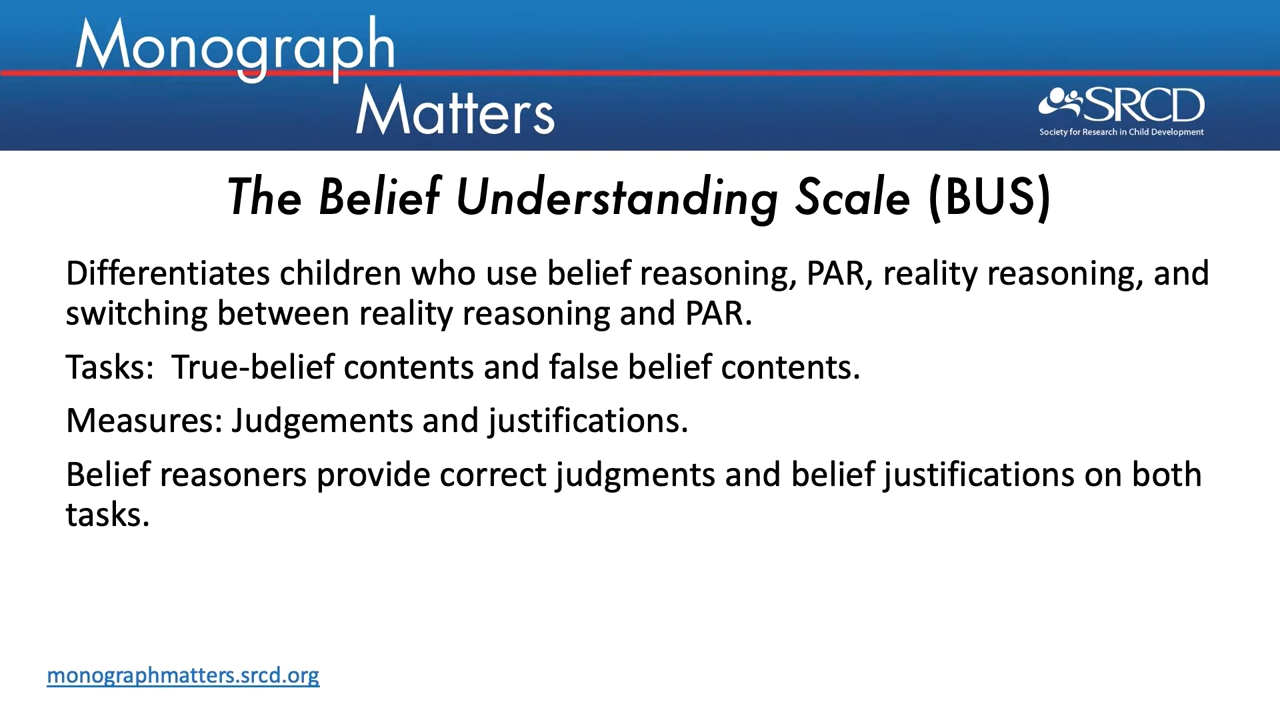 Monograph
Matters
SRCD
Society for Research in Child Development
The Belief Understanding Scale (BUS)
Differentiates children who use belief reasoning, PAR, reality reasoning, and
switching between reality reasoning and PAR.
Tasks:  True-belief contents and false belief contents.
Measures: Judgements and justifications.
Belief reasoners provide correct judgments and belief justifications on both
tasks.
monographmatters.srcd.org